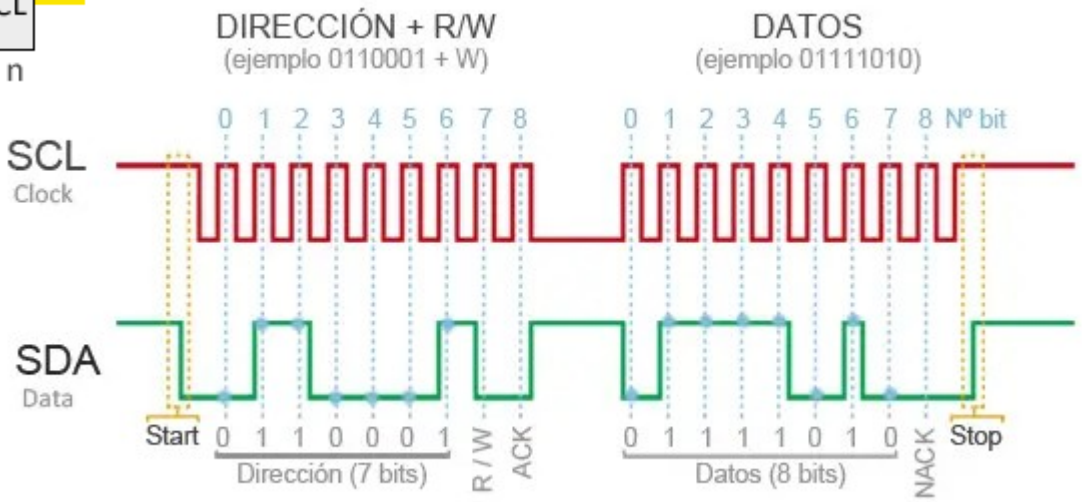 CL
n
DIRECCIÓN + R/W
(ejemplo 0110001 + W)
DATOS
(ejemplo 01111010)
0 1 2 3 4 5 6 7 8
0 1 2 3 4 5 6 7 8 Nº bit
SCL
Clock
SDA
Data
Start
0 1 1 0 0 0 1 R / W ACK
Dirección (7 bits)
0 1 1 1 1 0 1 0 NACK
Datos (8 bits)
Stop